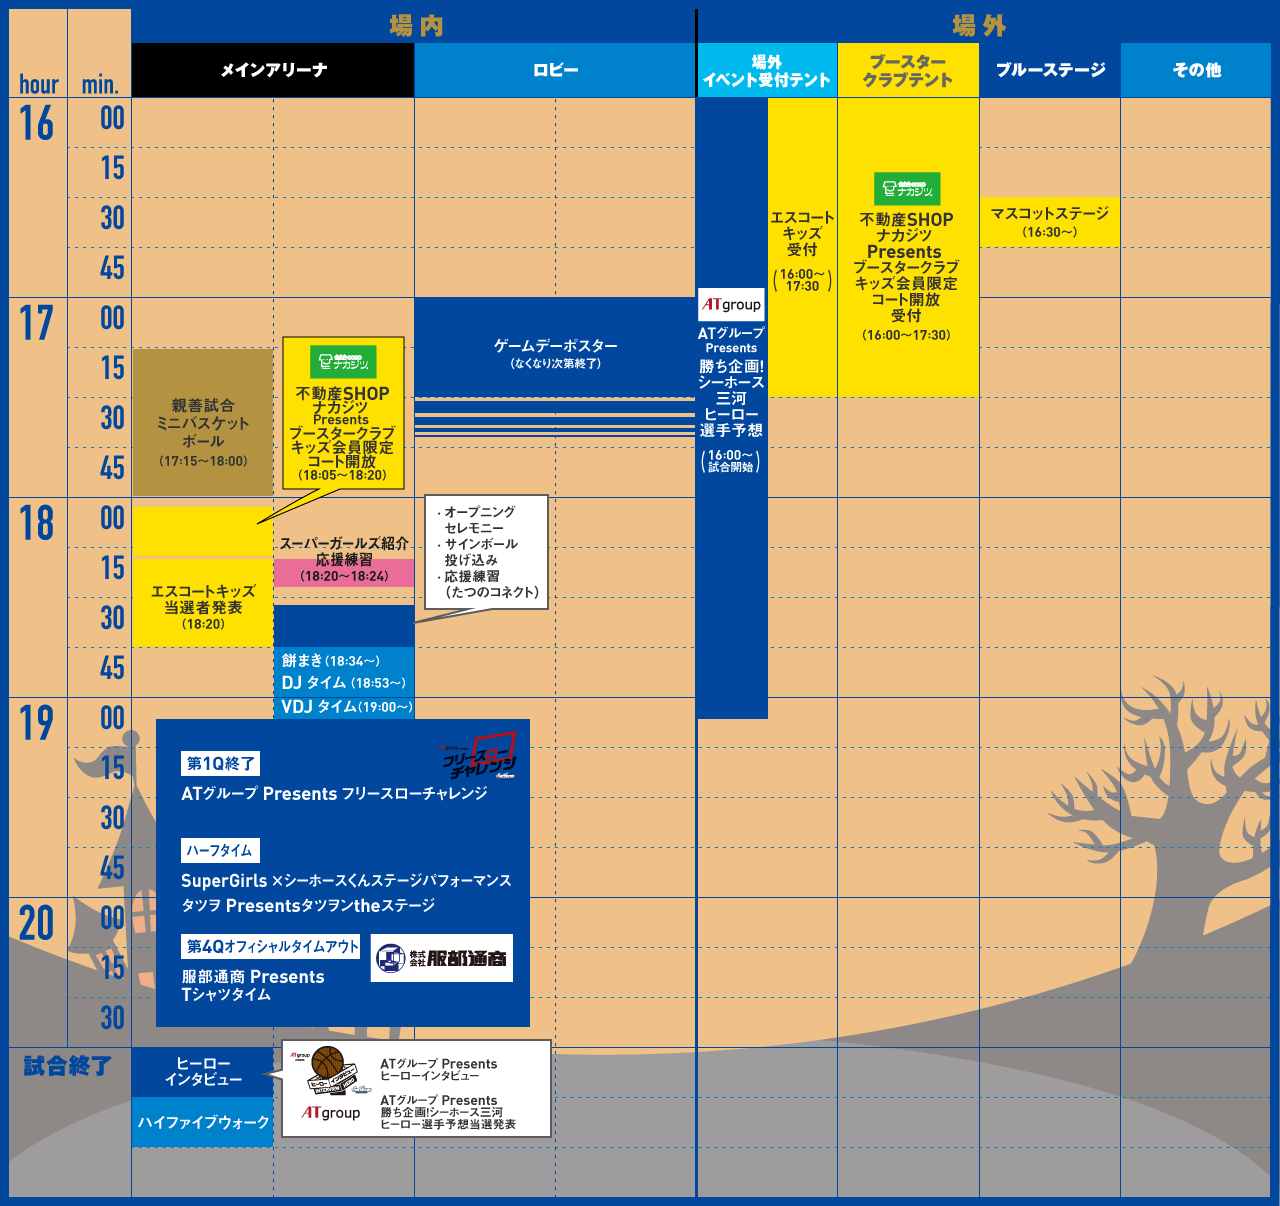 場内
場外
hour
min.
メインアリーナ
ロビー
場外
イベント受付テント
ブースター
クラブテント
ブルーステージ
その他
16
00
15
30
45
17
00
15
30
45
18
00
15
30
45
19
00
15
30
45
20
00
15
30
試合終了
親善試合
ミニバスケット
ボール
(17:15〜18:00)
ナカジツ
不動産SHOP
ナカジツ
Presents
ブースタークラブ
キッズ会員限定
コート開放
(18:05〜18:20)
エスコートキッズ
当選者発表
(18:20)
スーパーガールズ紹介
応援練習
(18:20〜18:24)
・オープニング
セレモニー
・サインボール
投げ込み
・応援練習
(たつのコネクト)
餅まき(18:34〜)
DJ タイム (18:53〜)
VDJ タイム(19:00〜)
ゲームデーポスター
(なくなり次第終了)
ATgroup
ATグループ
Presents
勝ち企画!
シーホース
三河
ヒーロー
選手予想
(16:00〜
試合開始)
エスコート
キッズ
受付
(16:00〜
17:30)
ナカジツ
不動産SHOP
ナカジツ
Presents
ブースタークラブ
キッズ会員限定
コート開放
受付
(16:00〜17:30)
マスコットステージ
(16:30〜)
第1Q終了
フリースロー
チャレンジ
ATグループ Presents フリースローチャレンジ
ハーフタイム
SuperGirls ×シーホースくんステージパフォーマンス
タツヲ Presentsタツヲンtheステージ
第4Qオフィシャルタイムアウト
株式
会社服部通商
服部通商 Presents
Tシャツタイム
ヒーロー
インタビュー
ハイファイブウォーク
ATgroup
ヒーロー インタビュー
ATgroup
ATグループ Presents
ヒーローインタビュー
ATグループ Presents
勝ち企画!シーホース三河
ヒーロー選手予想当選発表